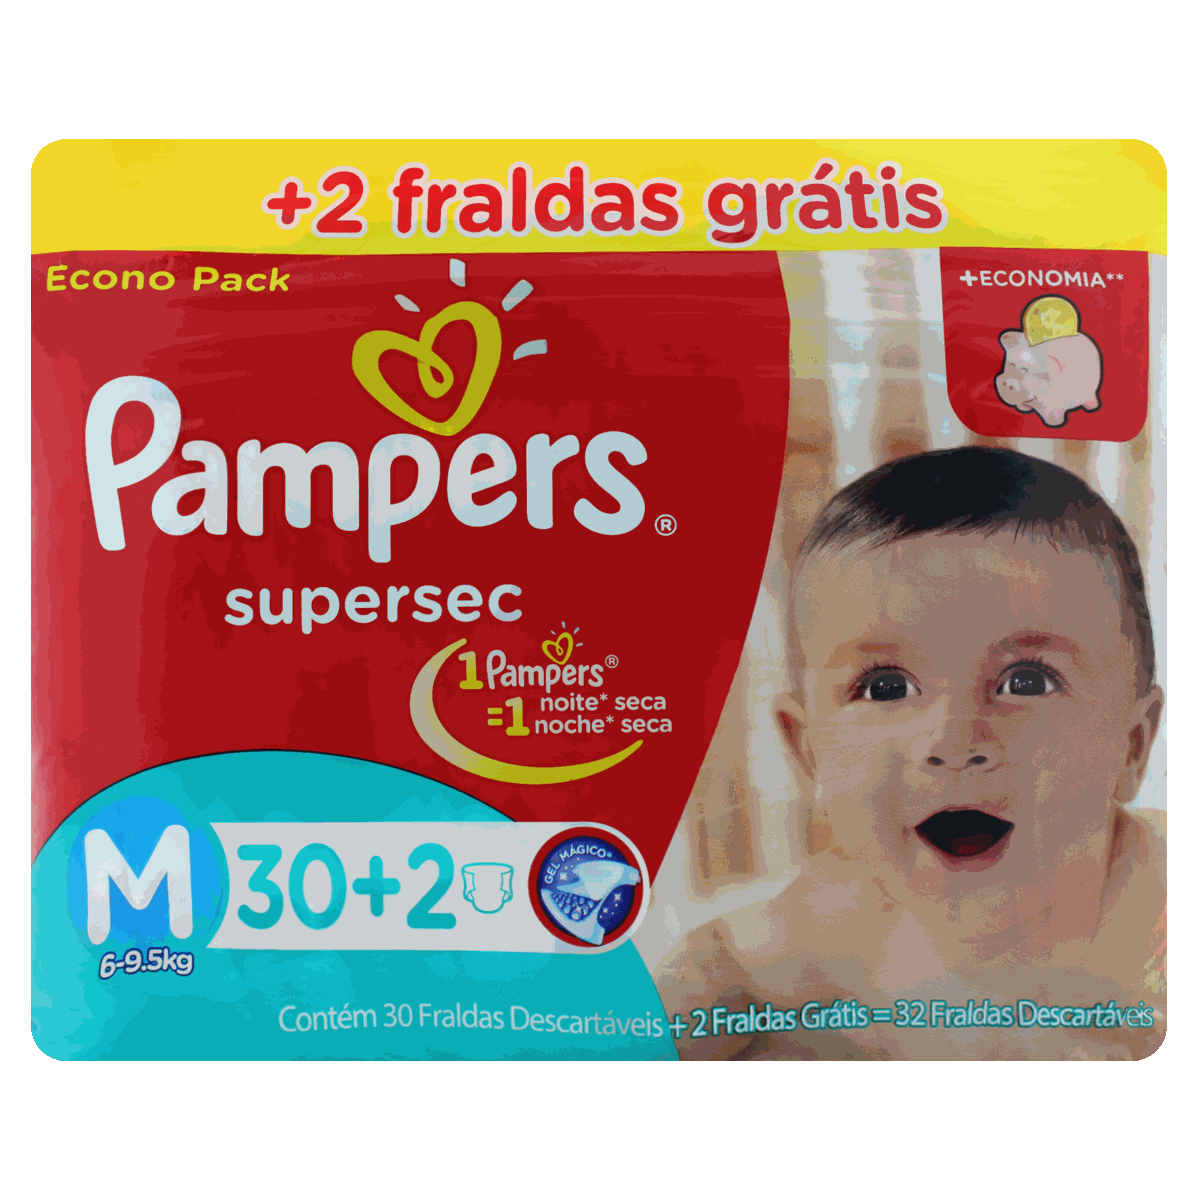 +2 fraldas grátis
Econo Pack
+ECONOMIA**
Pampers®
supersec
1 Pampers®
=1 noite* seca
noche* seca
M
30+2
GEL MÁGICO*
6-9.5kg
Contém 30 Fraldas Descartáveis + 2 Fraldas Grátis = 32 Fraldas Descartáveis